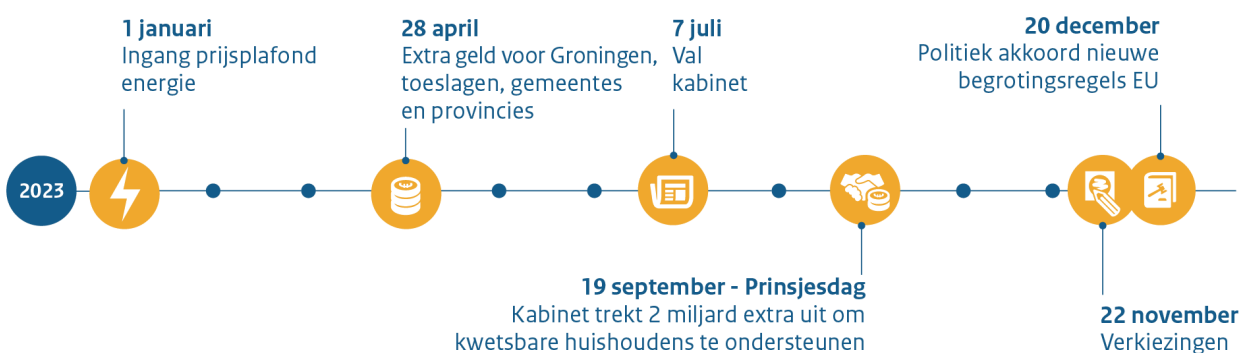 2023
1 januari
Ingang prijsplafond
energie
28 april
Extra geld voor Groningen,
toeslagen, gemeentes
en provincies
7 juli
Val
kabinet
19 september - Prinsjesdag
Kabinet trekt 2 miljard extra uit om
kwetsbare huishoudens te ondersteunen
22 november
Verkiezingen
20 december
Politiek akkoord nieuwe
begrotingsregels EU